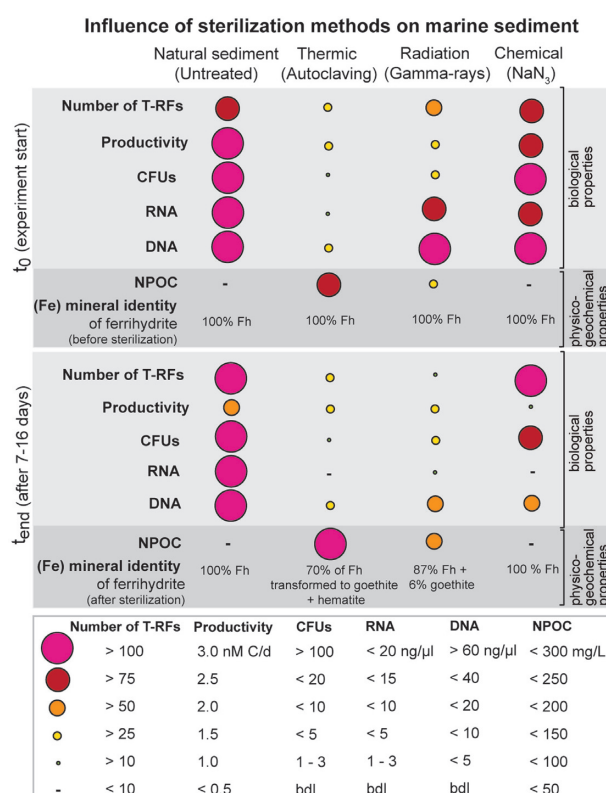 Influence of sterilization methods on marine sediment
Natural sediment Thermic Radiation Chemical
(Untreated) (Autoclaving) (Gamma-rays) (NaN3)
t0 (experiment start)
Number of T-RFs
Productivity
CFUs
RNA
DNA
biological
properties
NPOC - -
(Fe) mineral identity
of ferrihydrite 100% Fh 100% Fh 100% Fh 100% Fh
(before sterilization)
physico-
geochemical
properties
tend (after 7-16 days)
Number of T-RFs
Productivity
CFUs
RNA - -
DNA
biological
properties
NPOC - -
(Fe) mineral identity
of ferrihydrite
(after sterilization)
100% Fh
70% of Fh
transformed to goethite
+ hematite
87% Fh +
6% goethite
100 % Fh
physico-
geochemical
properties
Number of T-RFs Productivity CFUs RNA DNA NPOC
> 100 3.0 nM C/d > 100 < 20 ng/µl > 60 ng/µl < 300 mg/L
> 75 2.5 < 20 < 15 < 40 < 250
> 50 2.0 < 10 < 10 < 20 < 200
> 25 1.5 < 5 < 5 < 10 < 150
> 10 1.0 1 - 3 1 - 3 < 5 < 100
- < 10 < 0.5 bdl bdl bdl < 50